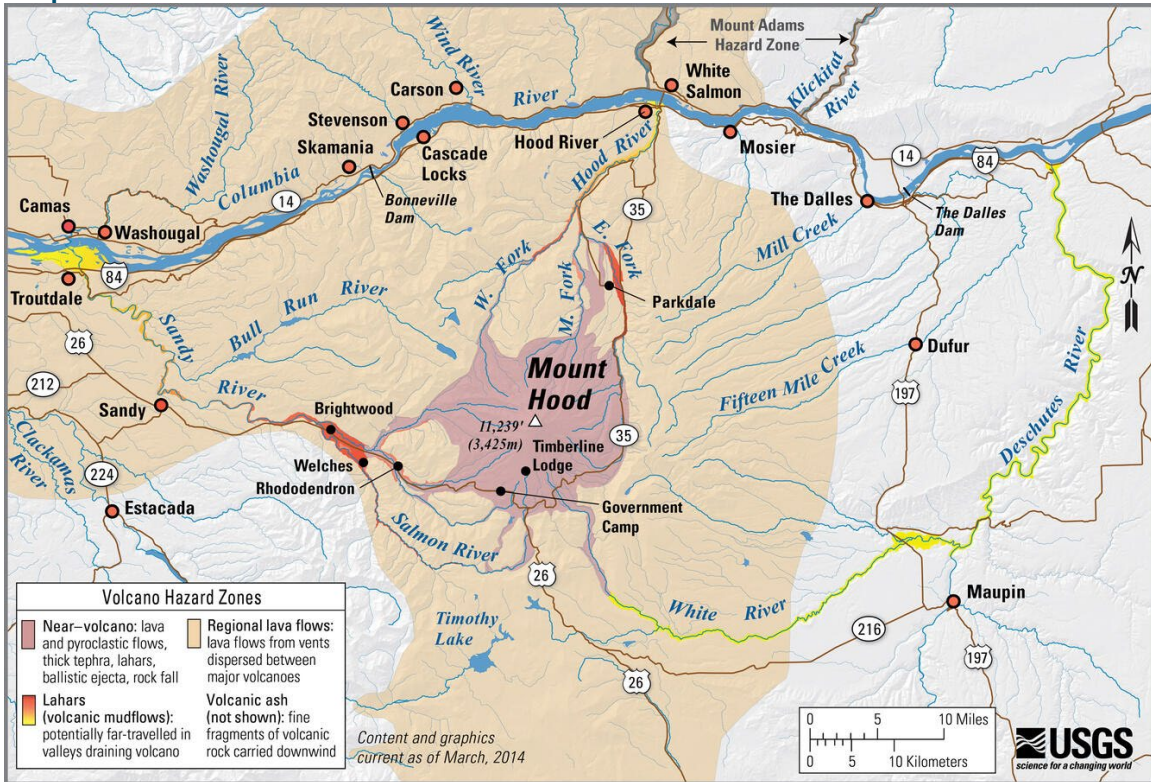 Mount Adams
Hazard Zone
Wind River
Klickitat
River
Washougal River
Carson
River
White
Salmon
Stevenson
Hood River
Hood River
Mosier
Skamania
Cascade
Locks
14
84
Columbia
Bonneville
Dam
14
35
The Dalles
The Dalles
Dam
Camas
Washougal
Mill Creek
N
84
Troutdale
W. Fork
M. Fork
E. Fork
Parkdale
Sandy
Bull Run River
26
River
Mount
Hood
11,239'
(3,425m)
Fifteen Mile Creek
Dufur
Deschutes River
212
Sandy
Brightwood
197
35
Timberline
Lodge
Clackamas
River
224
Welches
Rhododendron
Government
Camp
Estacada
Salmon River
26
White River
Maupin
216
Timothy
Lake
197
26
26
Volcano Hazard Zones
Near–volcano: lava
and pyroclastic flows,
thick tephra, lahars,
ballistic ejecta, rock fall
Lahars
(volcanic mudflows):
potentially far-travelled in
valleys draining volcano
Regional lava flows:
lava flows from vents
dispersed between
major volcanoes
Volcanic ash
(not shown): fine
fragments of volcanic
rock carried downwind
Content and graphics
current as of March, 2014
0 5 10 Miles
0 5 10 Kilometers
USGS
science for a changing world